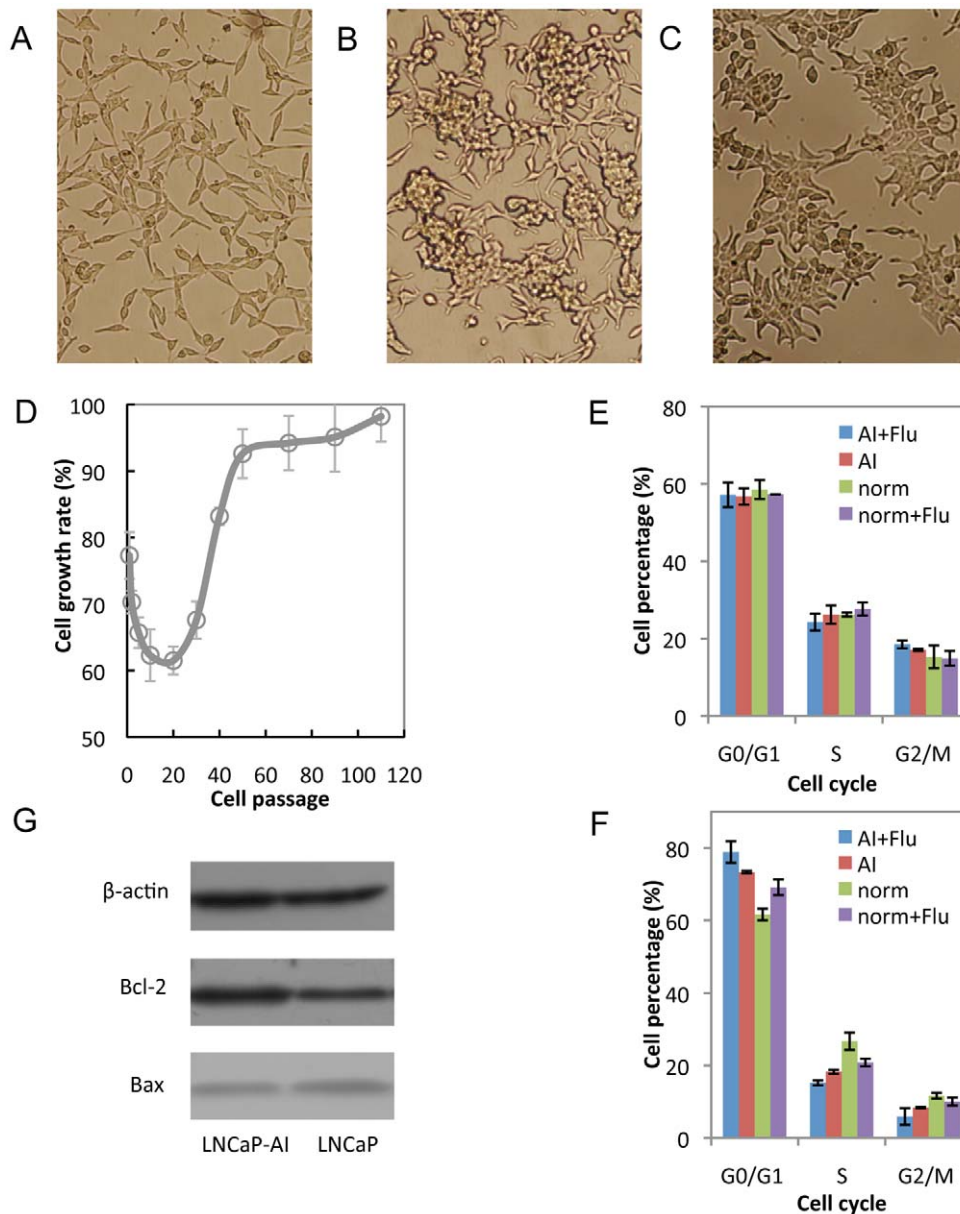 A
B
C
D
Cell growth rate (%)
100
90
80
70
60
50
0 20 40 60 80 100 120
Cell passage
E
Cell percentage (%)
80
60
40
20
0
AI+Flu
AI
norm
norm+Flu
G0/G1 S G2/M
Cell cycle
G
β-actin
Bcl-2
Bax
LNCaP-AI LNCaP
F
Cell percentage (%)
80
60
40
20
0
AI+Flu
AI
norm
norm+Flu
G0/G1 S G2/M
Cell cycle